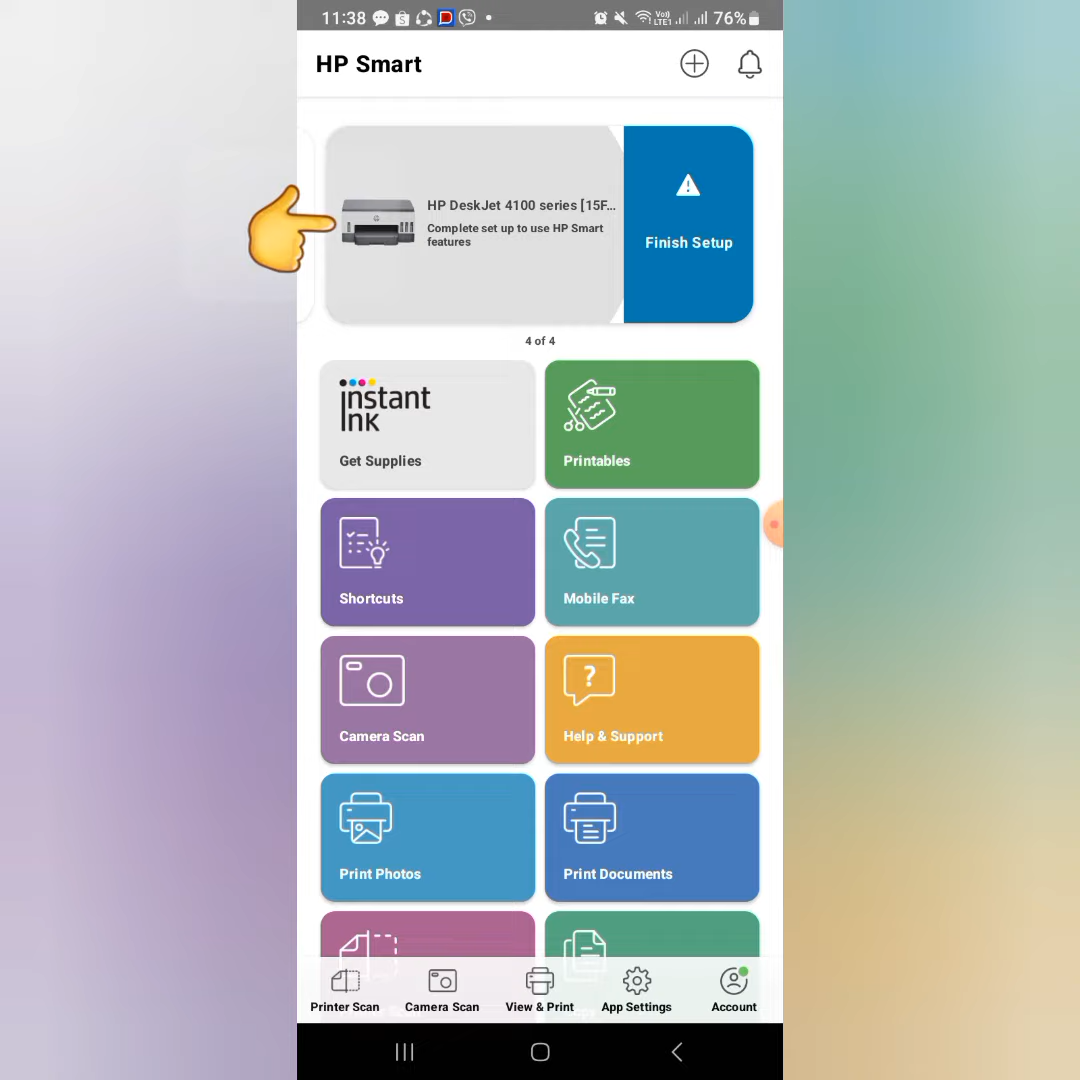 11:38
Vo)) LTE1 76%
HP Smart
HP DeskJet 4100 series [15F...
Complete set up to use HP Smart
features
Finish Setup
4 of 4
instant
ink
Get Supplies
Printables
Shortcuts
Mobile Fax
Camera Scan
Help & Support
Print Photos
Print Documents
Printer Scan
Camera Scan
View & Print
App Settings
Account